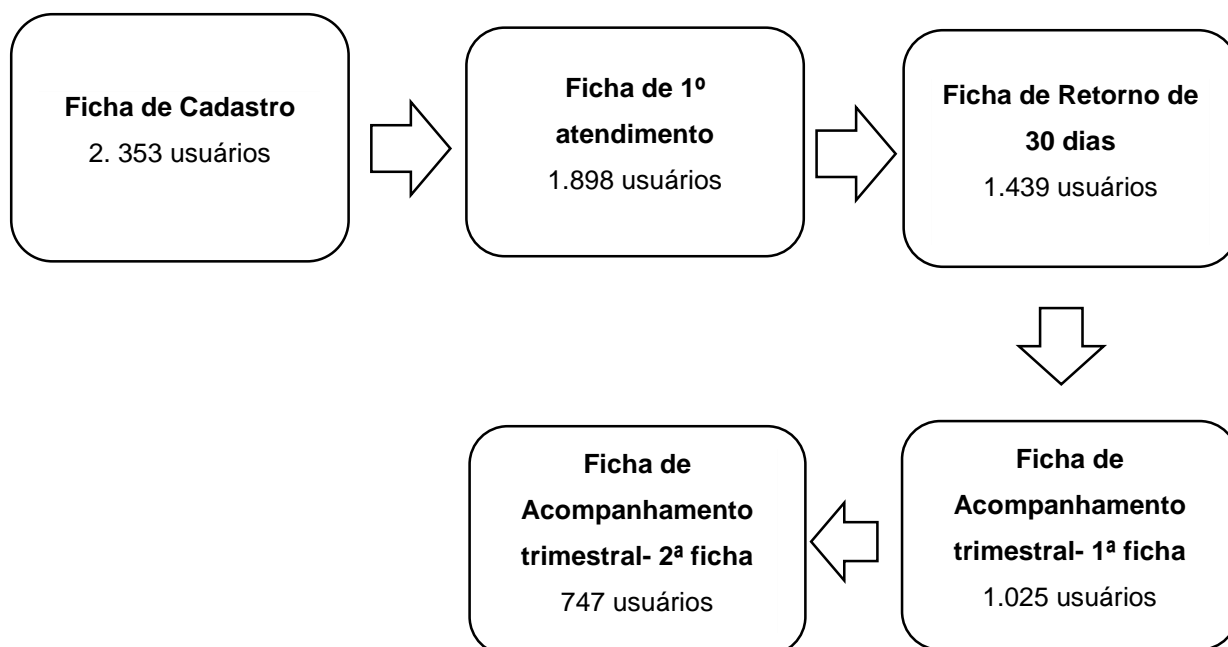 Ficha de Cadastro
2. 353 usuários
Ficha de 1º
atendimento
1.898 usuários
Ficha de Retorno de
30 dias
1.439 usuários
Ficha de
Acompanhamento
trimestral- 1ª ficha
1.025 usuários
Ficha de
Acompanhamento
trimestral- 2ª ficha
747 usuários